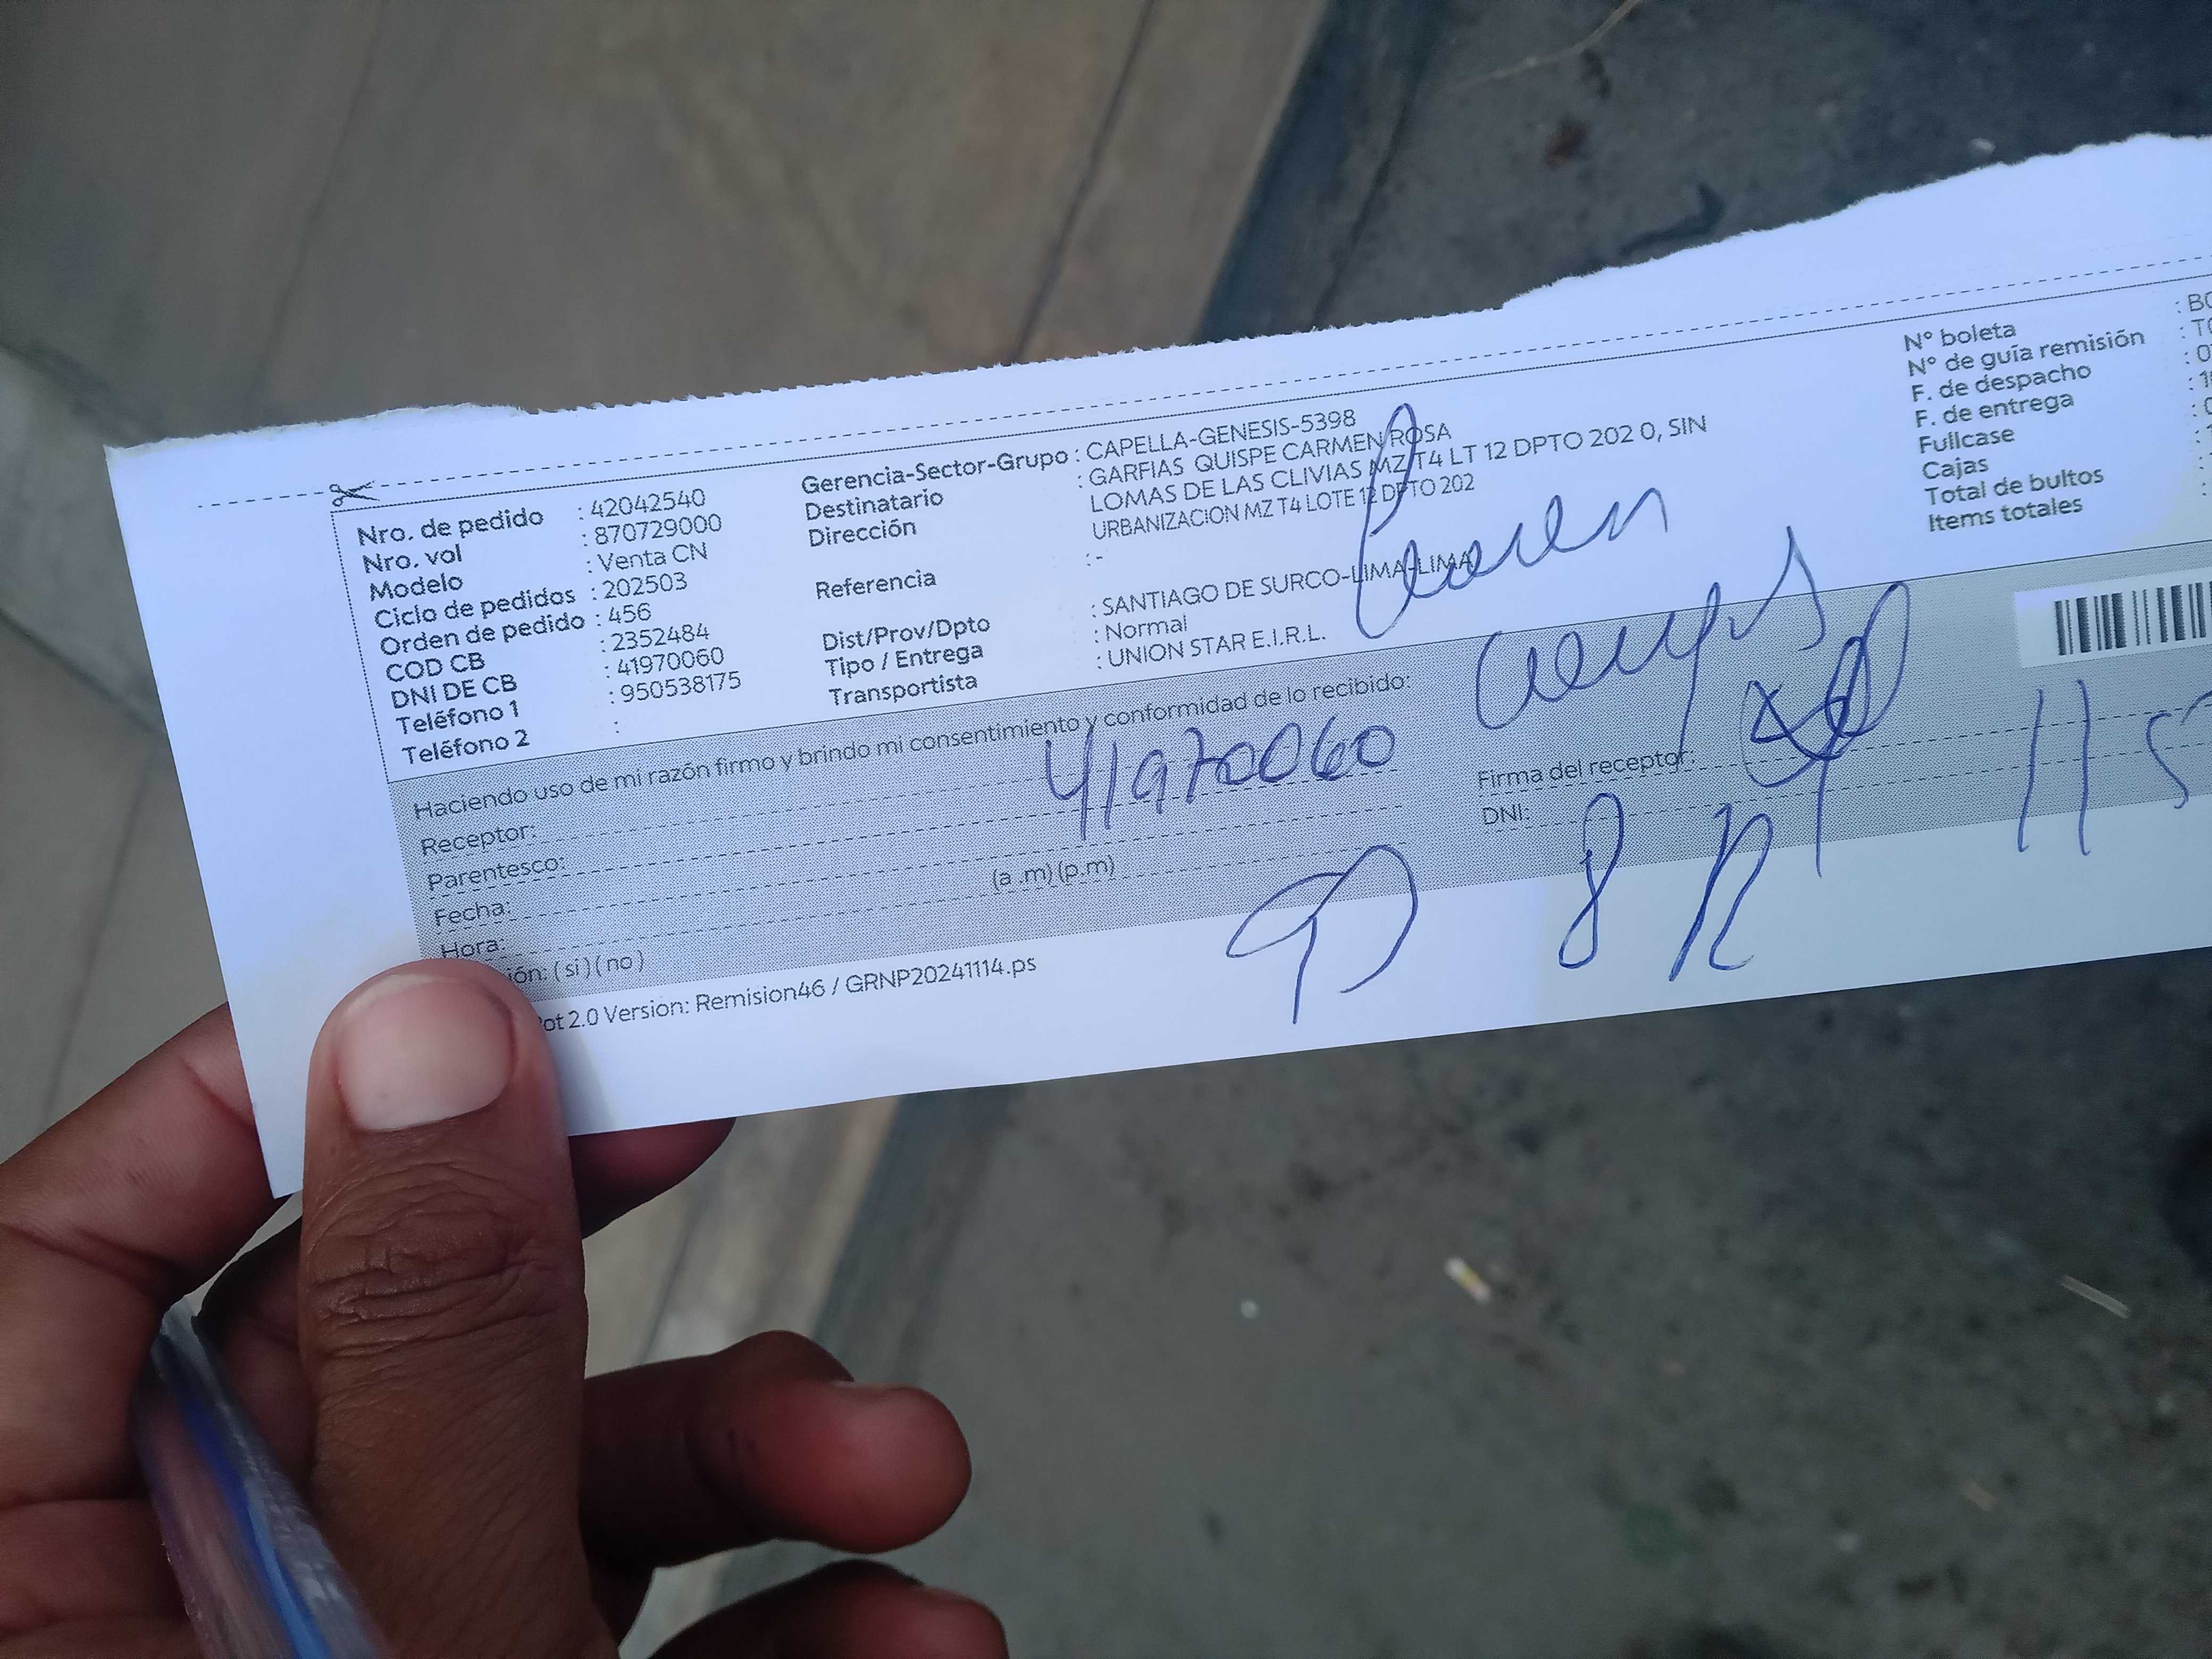 Nro. de pedido : 42042540
Nro. vol : 870729000
Modelo : Venta CN
Ciclo de pedidos : 202503
Orden de pedido : 456
COD CB : 2352484
DNI DE CB : 41970060
Teléfono 1 : 950538175
Teléfono 2 :
Gerencia-Sector-Grupo : CAPELLA-GENESIS-5398
Destinatario : GARFIAS QUISPE CARMEN ROSA
Dirección LOMAS DE LAS CLIVIAS MZ T4 LT 12 DPTO 202 0, SIN
URBANIZACION MZ T4 LOTE 12 DPTO 202
Referencia : -
Dist/Prov/Dpto : SANTIAGO DE SURCO-LIMA-LIMA
Tipo / Entrega : Normal
Transportista : UNION STAR E.I.R.L.
N° boleta
N° de guía remisión
F. de despacho
F. de entrega
Fullcase
Cajas
Total de bultos
Items totales
Haciendo uso de mi razón firmo y brindo mi consentimiento y conformidad de lo recibido:
Receptor:
41970060
Parentesco:
Fecha:
Hora: (a .m) (p.m)
ión: ( si ) ( no )
Firma del receptor:
DNI:
ot 2.0 Version: Remision46 / GRNP20241114.ps